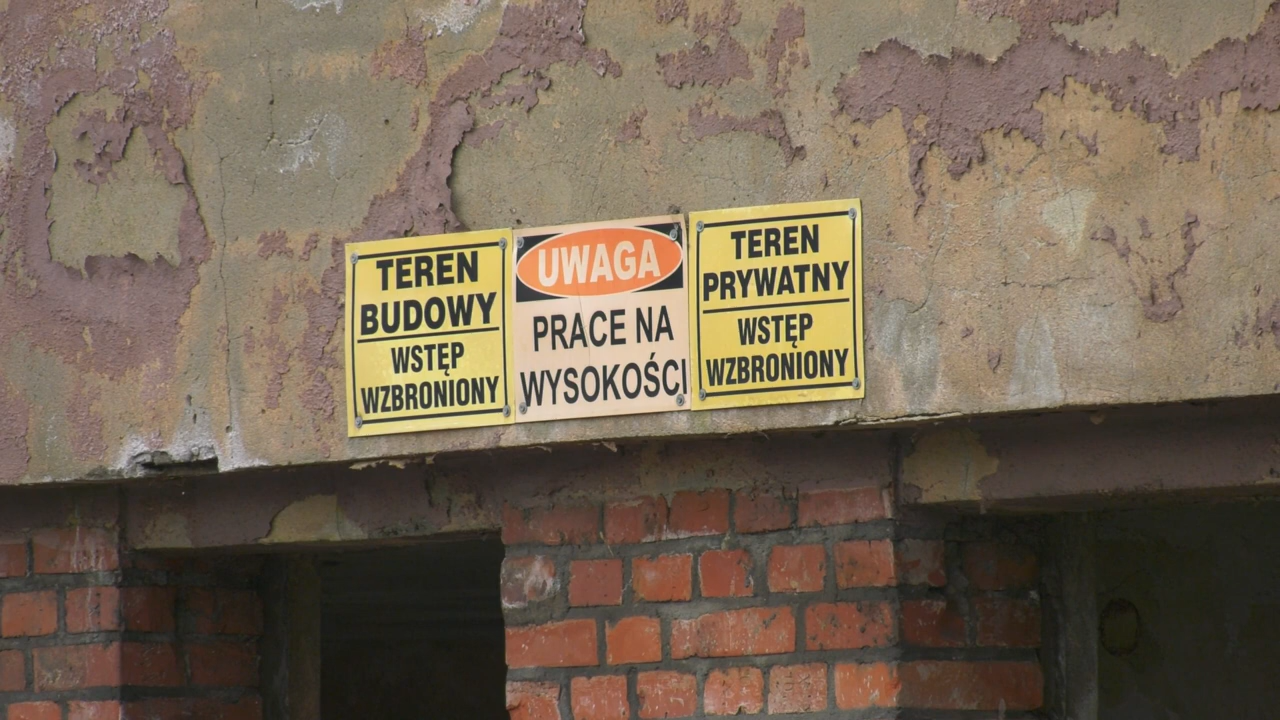 TEREN
BUDOWY
WSTĘP
WZBRONIONY
UWAGA
PRACE NA
WYSOKOŚCI
TEREN
PRYWATNY
WSTĘP
WZBRONIONY